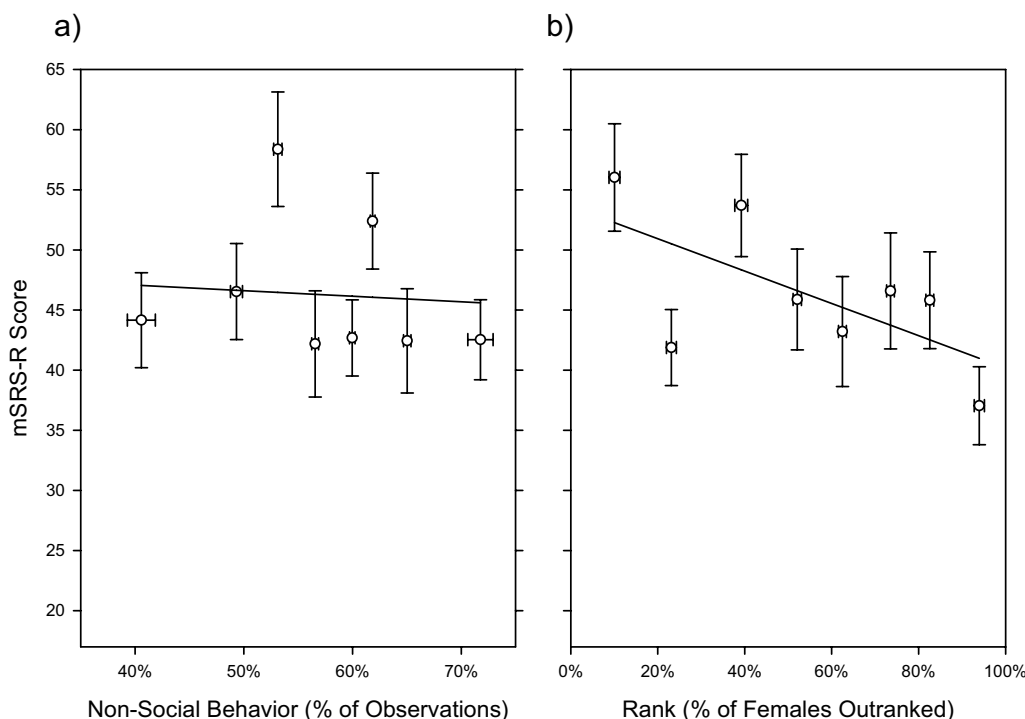 a)
b)
65
60
55
50
45
40
35
30
25
20
mSRS-R Score
40% 50% 60% 70%
0% 20% 40% 60% 80% 100%
Non-Social Behavior (% of Observations)
Rank (% of Females Outranked)